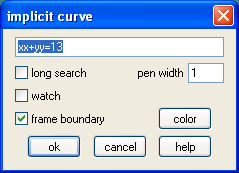 implicit curve
xx+yy=13
long search
pen width 1
watch
frame boundary
color
ok cancel help